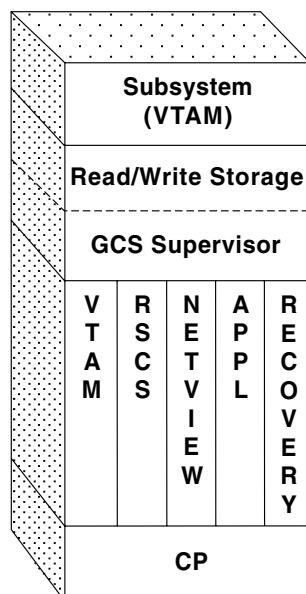 Subsystem
(VTAM)
Read/Write Storage
GCS Supervisor
VTAM
RSCS
NETVIEW
APPL
RECOVERY
CP